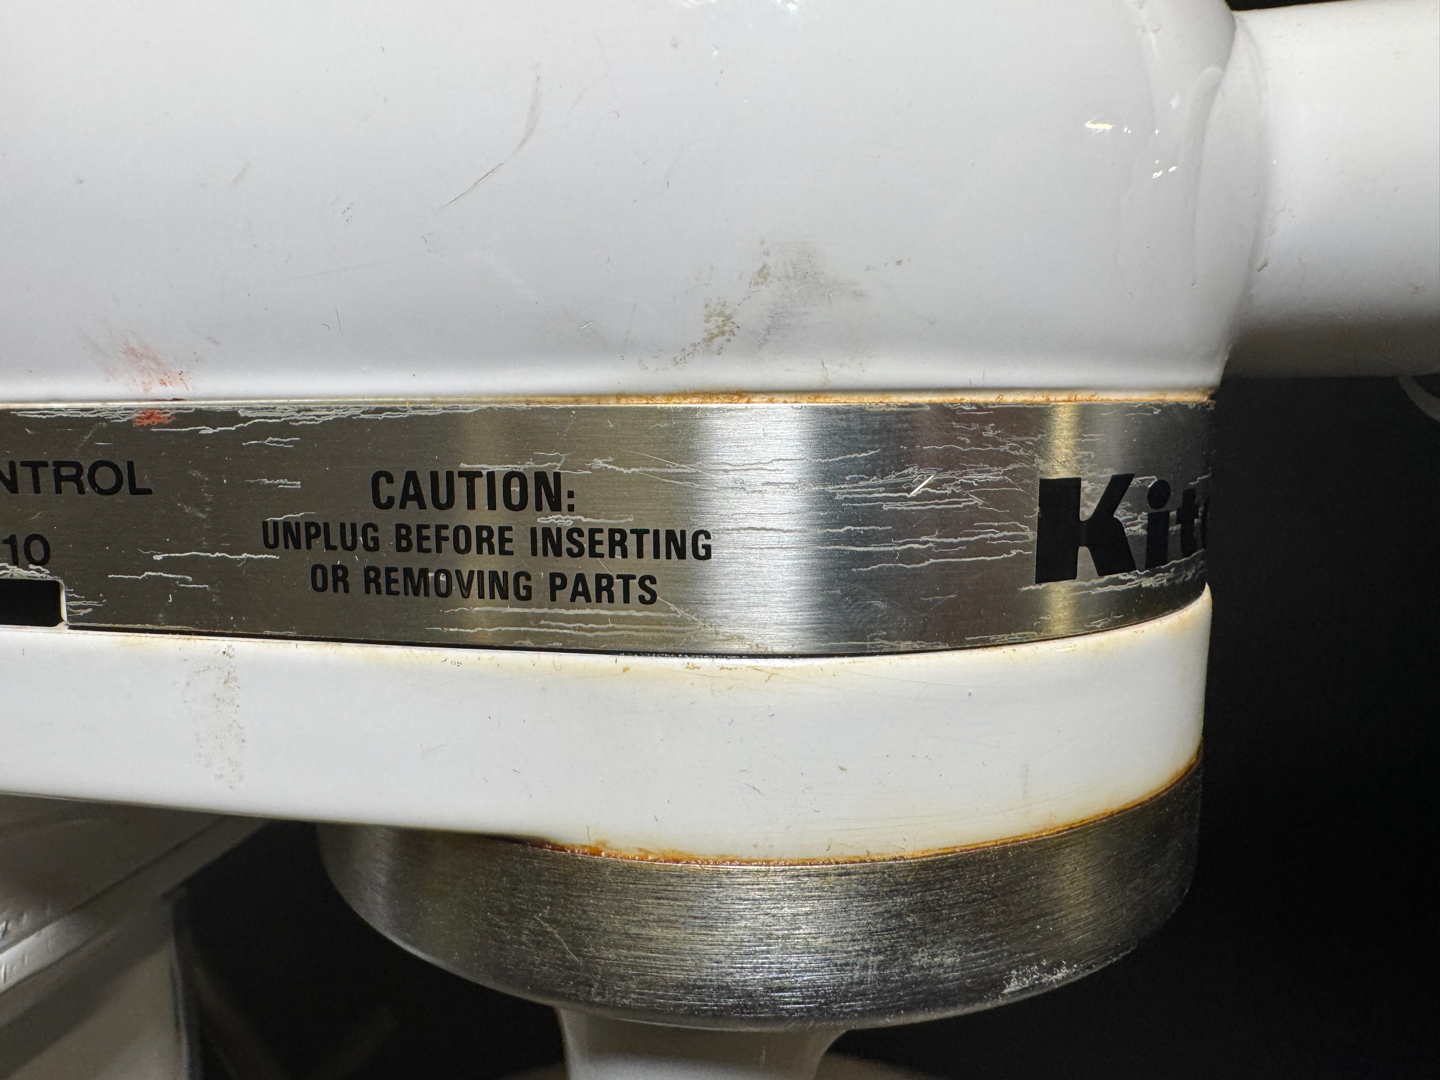 NTROL
10
CAUTION:
UNPLUG BEFORE INSERTING
OR REMOVING PARTS
Kit